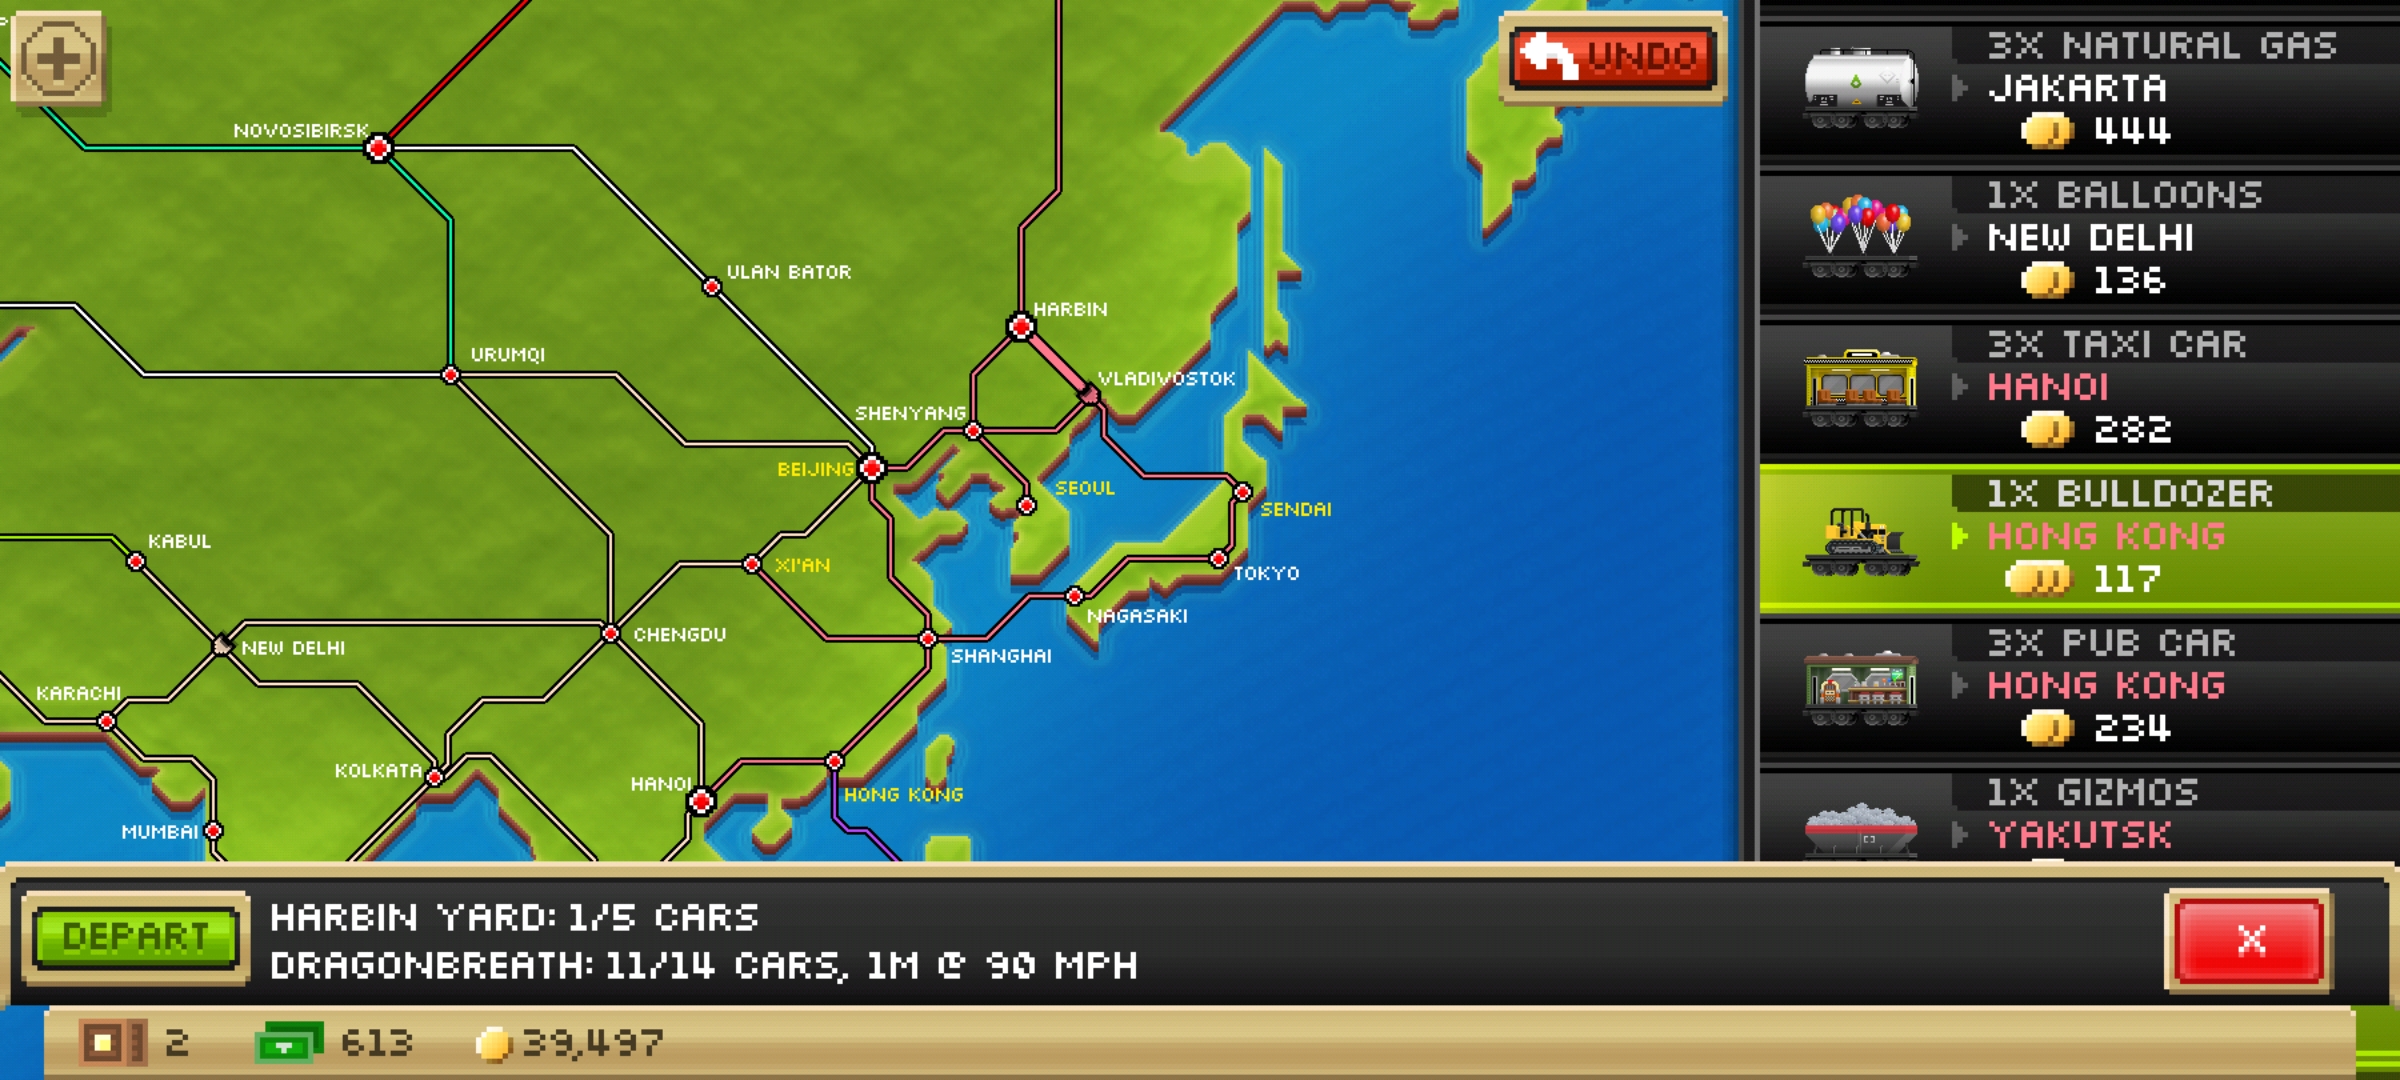 UNDO
NOVOSIBIRSK
ULAN BATOR
HARBIN
URUMQI
VLADIVOSTOK
SHENYANG
BEIJING
SEOUL
SENDAI
KABUL
XI'AN
TOKYO
NAGASAKI
CHENGDU
NEW DELHI
SHANGHAI
KARACHI
KOLKATA
HANOI
HONG KONG
MUMBAI
3X NATURAL GAS
JAKARTA
444
1X BALLOONS
NEW DELHI
136
3X TAXI CAR
HANOI
282
1X BULLDOZER
HONG KONG
117
3X PUB CAR
HONG KONG
234
1X GIZMOS
YAKUTSK
DEPART
HARBIN YARD: 1/5 CARS
DRAGONBREATH: 11/14 CARS, 1M @ 90 MPH
X
2
613
39,497